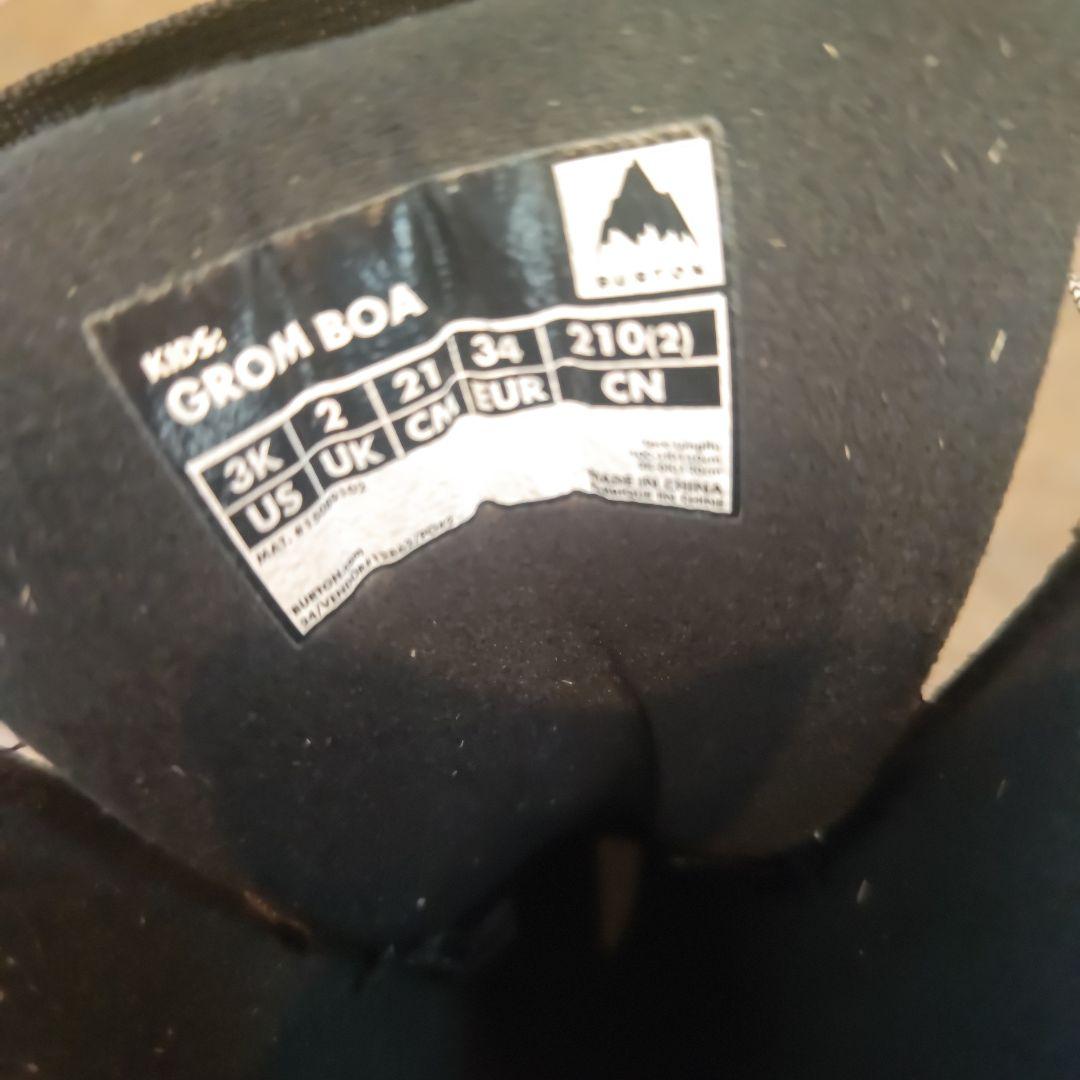 BURTON
KIDS'
GROM BOA
3K 2 21 34 210(2)
US UK CM EUR CN
MADE IN CHINA
BURTON.com